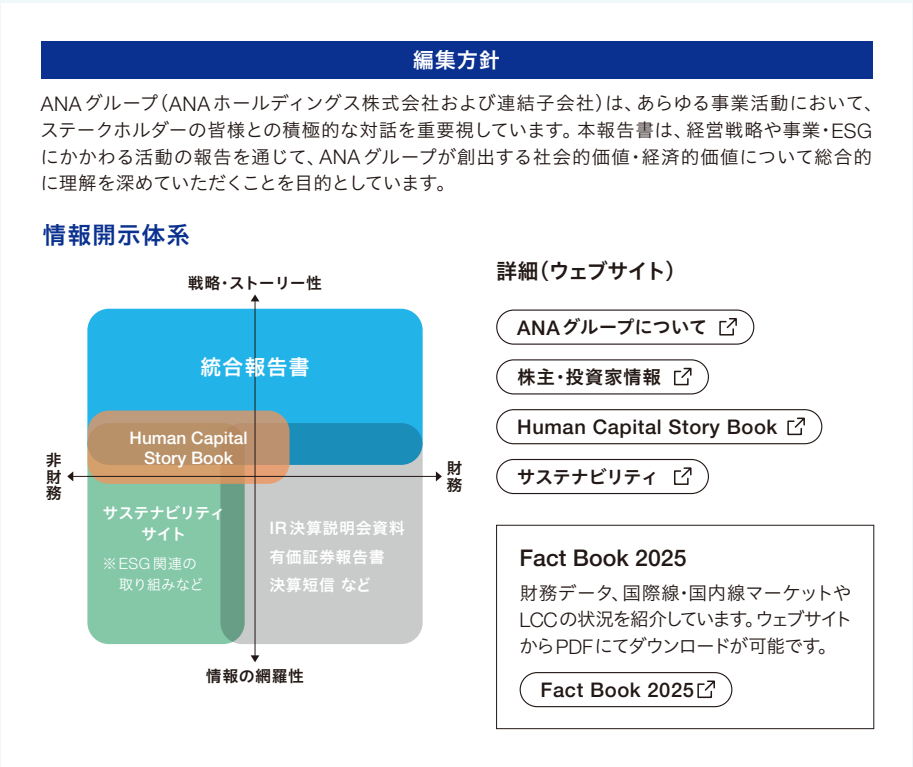 編集方針
ANAグループ(ANAホールディングス株式会社および連結子会社)は、あらゆる事業活動において、
ステークホルダーの皆様との積極的な対話を重要視しています。本報告書は、経営戦略や事業・ESG
にかかわる活動の報告を通じて、ANAグループが創出する社会的価値・経済的価値について総合的
に理解を深めていただくことを目的としています。
情報開示体系
戦略・ストーリー性
統合報告書
Human Capital
Story Book
非財務
財務
サステナビリティ
サイト
※ESG関連の
取り組みなど
IR決算説明会資料
有価証券報告書
決算短信 など
情報の網羅性
詳細(ウェブサイト)
ANAグループについて
株主・投資家情報
Human Capital Story Book
サステナビリティ
Fact Book 2025
財務データ、国際線・国内線マーケットや
LCCの状況を紹介しています。ウェブサイト
からPDFにてダウンロードが可能です。
Fact Book 2025